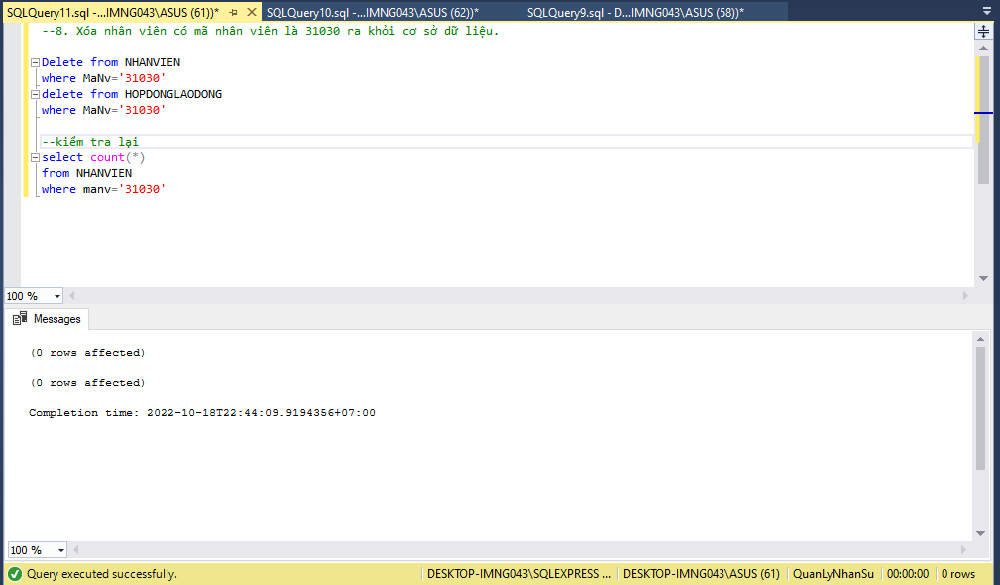 SQLQuery11.sql -...IMNG043\ASUS (61))* SQLQuery10.sql -...IMNG043\ASUS (62))* SQLQuery9.sql - D...IMNG043\ASUS (58))*
--8. Xóa nhân viên có mã nhân viên là 31030 ra khỏi cơ sở dữ liệu.
Delete from NHANVIEN
where MaNv='31030'
delete from HOPDONGLAODONG
where MaNv='31030'
--kiểm tra lại
select count(*)
from NHANVIEN
where manv='31030'
100 %
Messages
(0 rows affected)
(0 rows affected)
Completion time: 2022-10-18T22:44:09.9194356+07:00
100 %
Query executed successfully. DESKTOP-IMNG043\SQLEXPRESS ... DESKTOP-IMNG043\ASUS (61) QuanLyNhanSu 00:00:00 0 rows